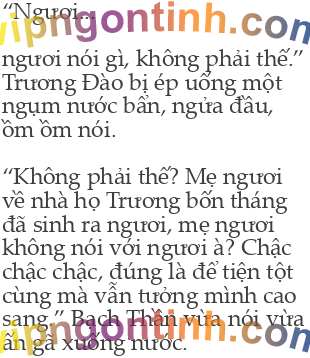 “Ngươi...
vipngontinh.com
ngươi nói gì, không phải thế.”
Trương Đào bị ép uống một
ngụm nước bẩn, ngửa đầu,
ồm ồm nói.
“Không phải thế? Mẹ ngươi
về nhà họ Trương bốn tháng
đã sinh ra ngươi, mẹ ngươi
không nói với ngươi à? Chậc
chậc chậc, đúng là để tiện tột
cùng mà vẫn tưởng mình cao
sang.” Bạch Thần vừa nói vừa
vipngontinh.com
ấn gã xuống nước.